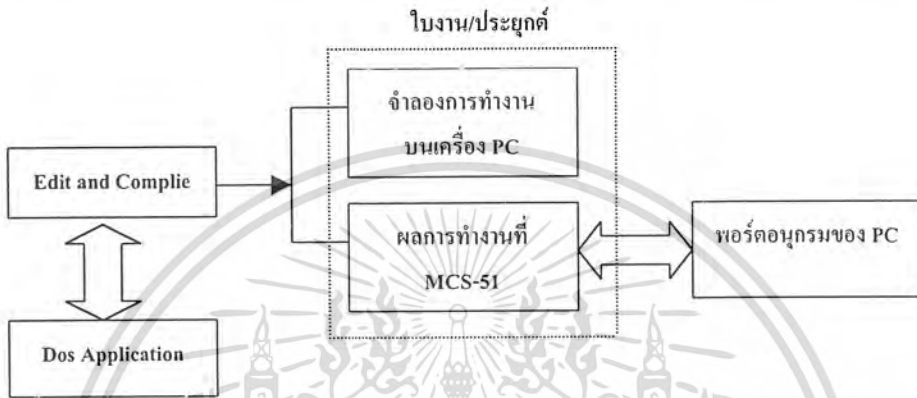 ใบงาน/ประยุกต์
จำลองการทำงาน
บนเครื่อง PC
Edit and Complie
ผลการทำงานที่
MCS-51
พอร์ตอนุกรมของ PC
Dos Application